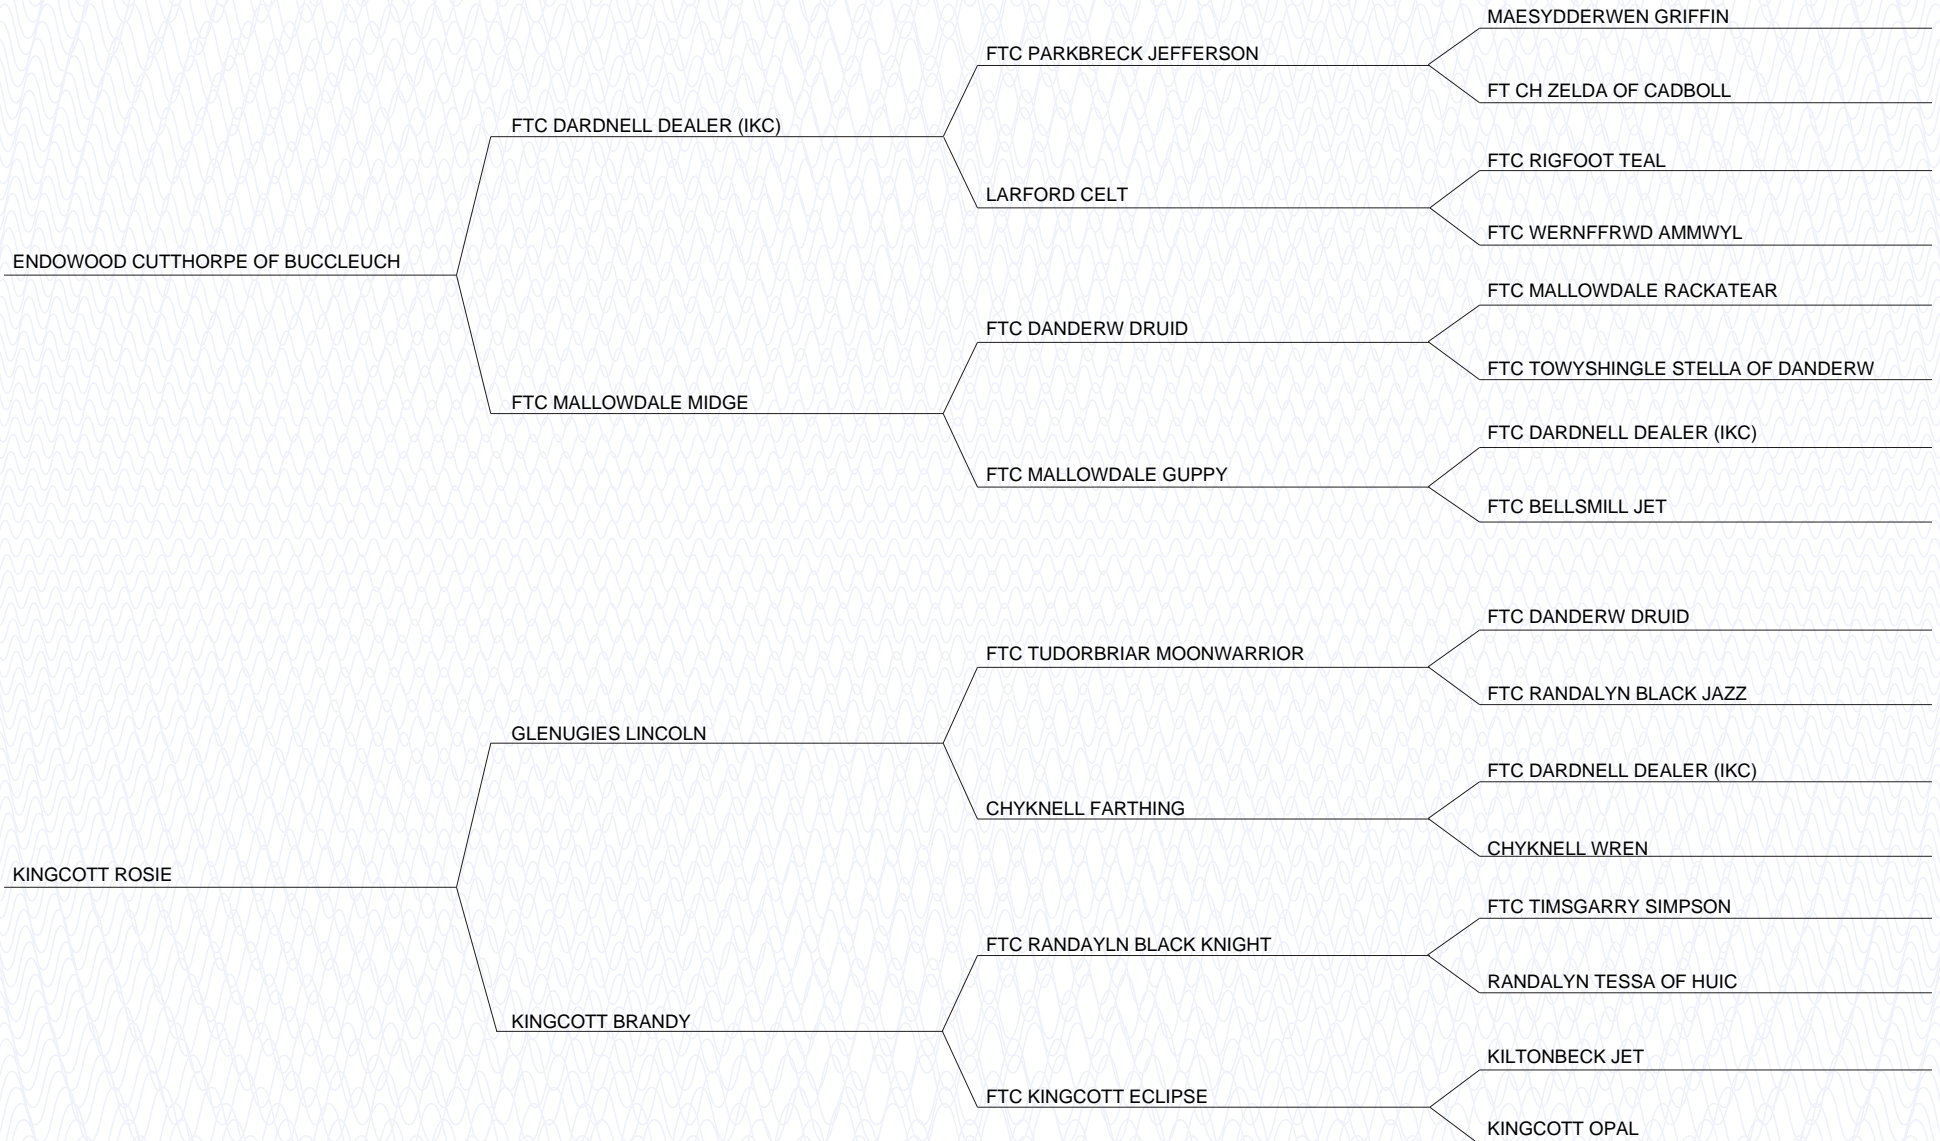 MAESYDDERWEN GRIFFIN
FTC PARKBRECK JEFFERSON
FT CH ZELDA OF CADBOLL
FTC DARDNELL DEALER (IKC)
FTC RIGFOOT TEAL
LARFORD CELT
FTC WERNFFRWD AMMWYL
ENDOWOOD CUTTHORPE OF BUCCLEUCH
FTC MALLOWDALE RACKATEAR
FTC DANDERW DRUID
FTC TOWYSHINGLE STELLA OF DANDERW
FTC MALLOWDALE MIDGE
FTC DARDNELL DEALER (IKC)
FTC MALLOWDALE GUPPY
FTC BELLSMILL JET
FTC DANDERW DRUID
FTC TUDORBRIAR MOONWARRIOR
FTC RANDALYN BLACK JAZZ
GLENUGIES LINCOLN
FTC DARDNELL DEALER (IKC)
CHYKNELL FARTHING
CHYKNELL WREN
KINGCOTT ROSIE
FTC TIMSGARRY SIMPSON
FTC RANDAYLN BLACK KNIGHT
RANDALYN TESSA OF HUIC
KINGCOTT BRANDY
KILTONBECK JET
FTC KINGCOTT ECLIPSE
KINGCOTT OPAL